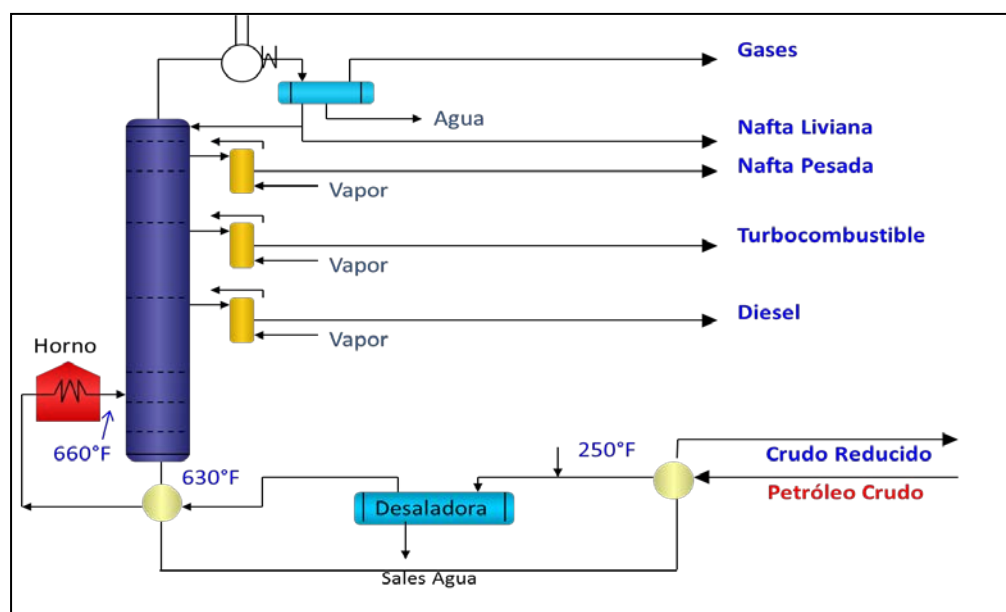 Gases
Agua
Nafta Liviana
Nafta Pesada
Vapor
Turbocombustible
Vapor
Diesel
Vapor
Horno
660°F
630°F
250°F
Crudo Reducido
Petróleo Crudo
Desaladora
Sales Agua